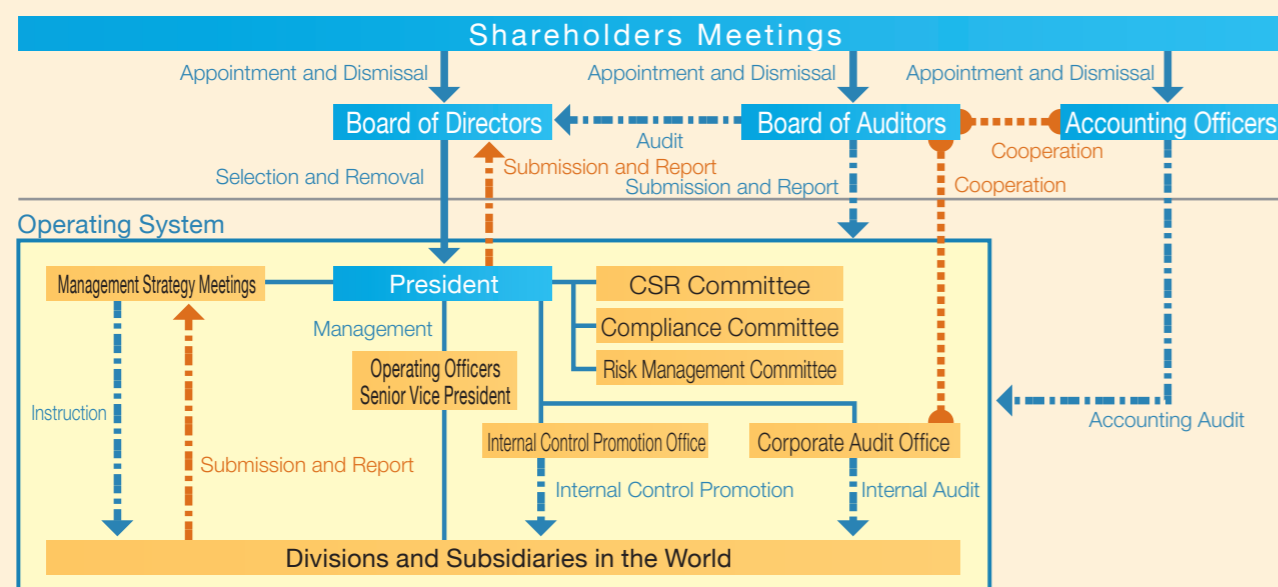 Shareholders Meetings
Appointment and Dismissal
Appointment and Dismissal
Appointment and Dismissal
Board of Directors
Board of Auditors
Accounting Officers
Audit
Cooperation
Submission and Report
Selection and Removal
Submission and Report
Cooperation
Operating System
Management Strategy Meetings
President
CSR Committee
Management
Compliance Committee
Operating Officers
Senior Vice President
Risk Management Committee
Instruction
Accounting Audit
Internal Control Promotion Office
Corporate Audit Office
Submission and Report
Internal Control Promotion
Internal Audit
Divisions and Subsidiaries in the World